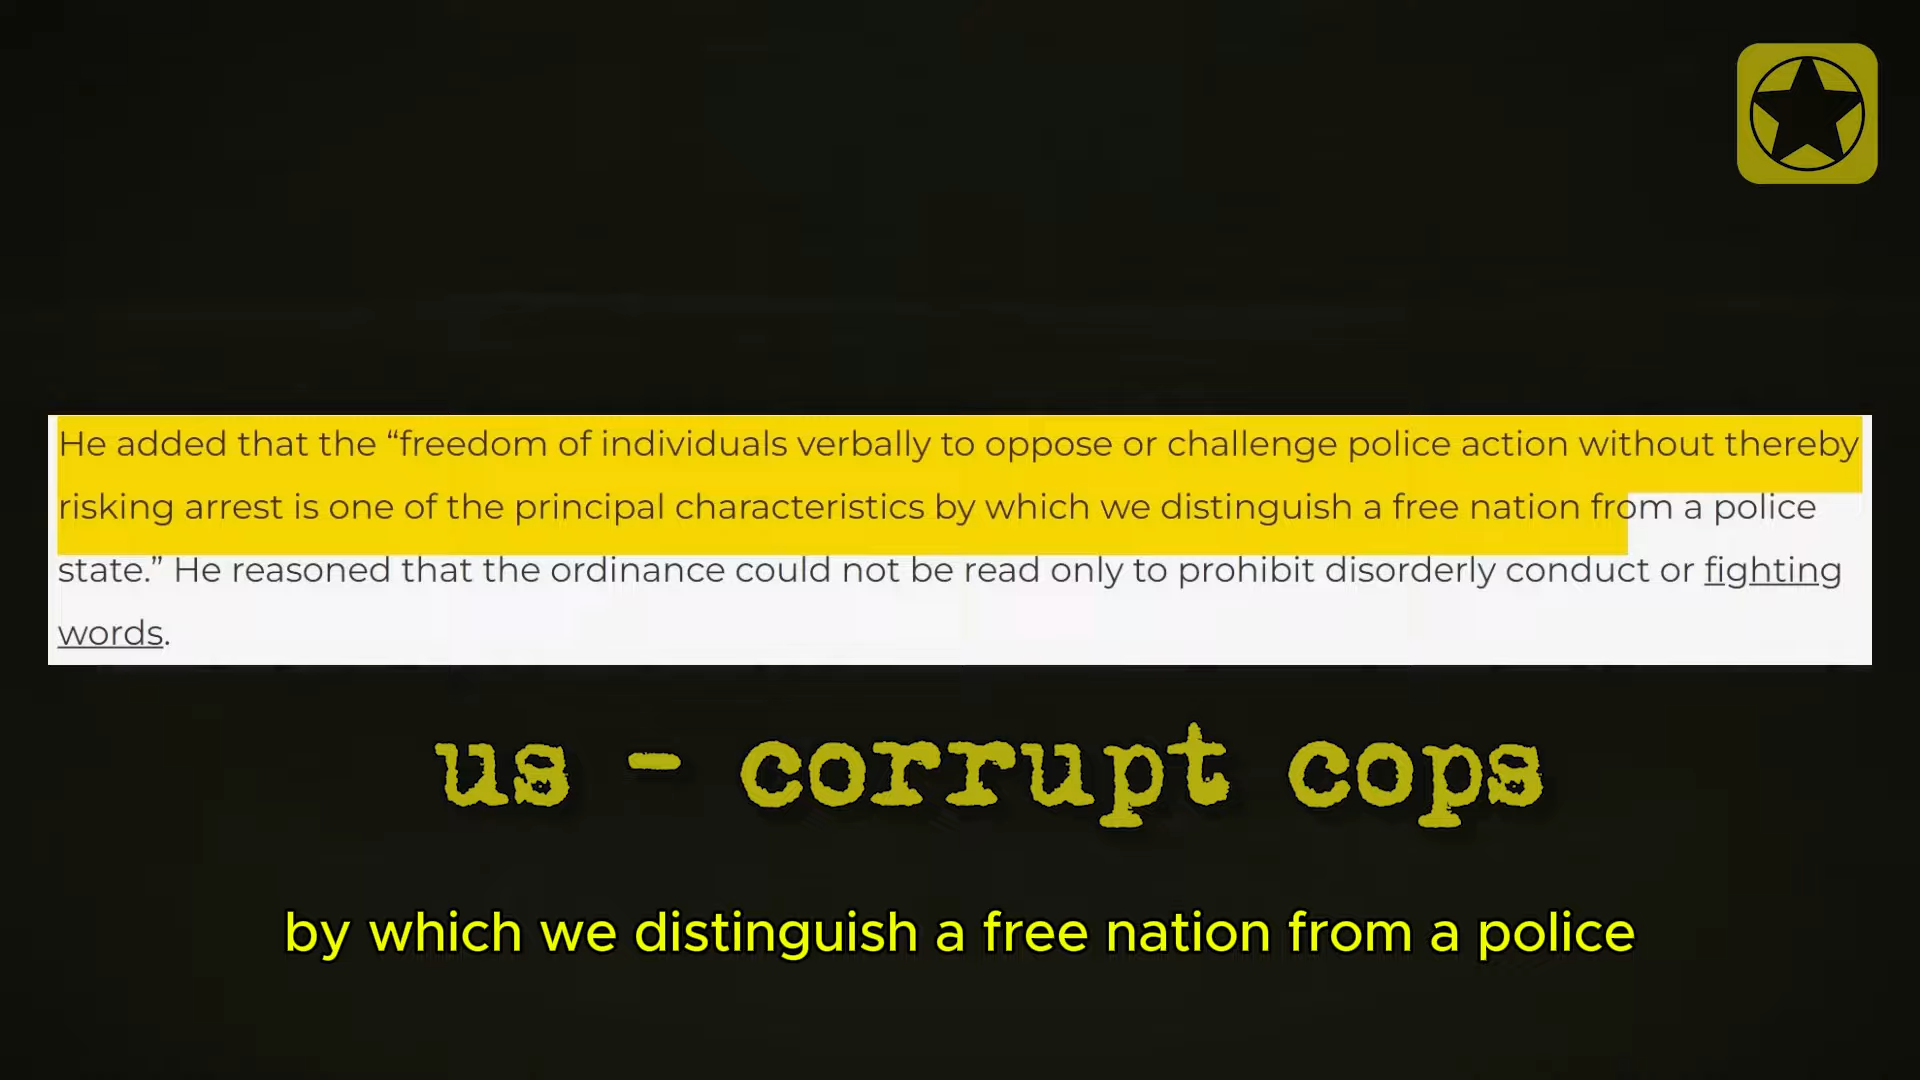 He added that the “freedom of individuals verbally to oppose or challenge police action without thereby
risking arrest is one of the principal characteristics by which we distinguish a free nation from a police
state.” He reasoned that the ordinance could not be read only to prohibit disorderly conduct or fighting
words.
us - corrupt cops
by which we distinguish a free nation from a police